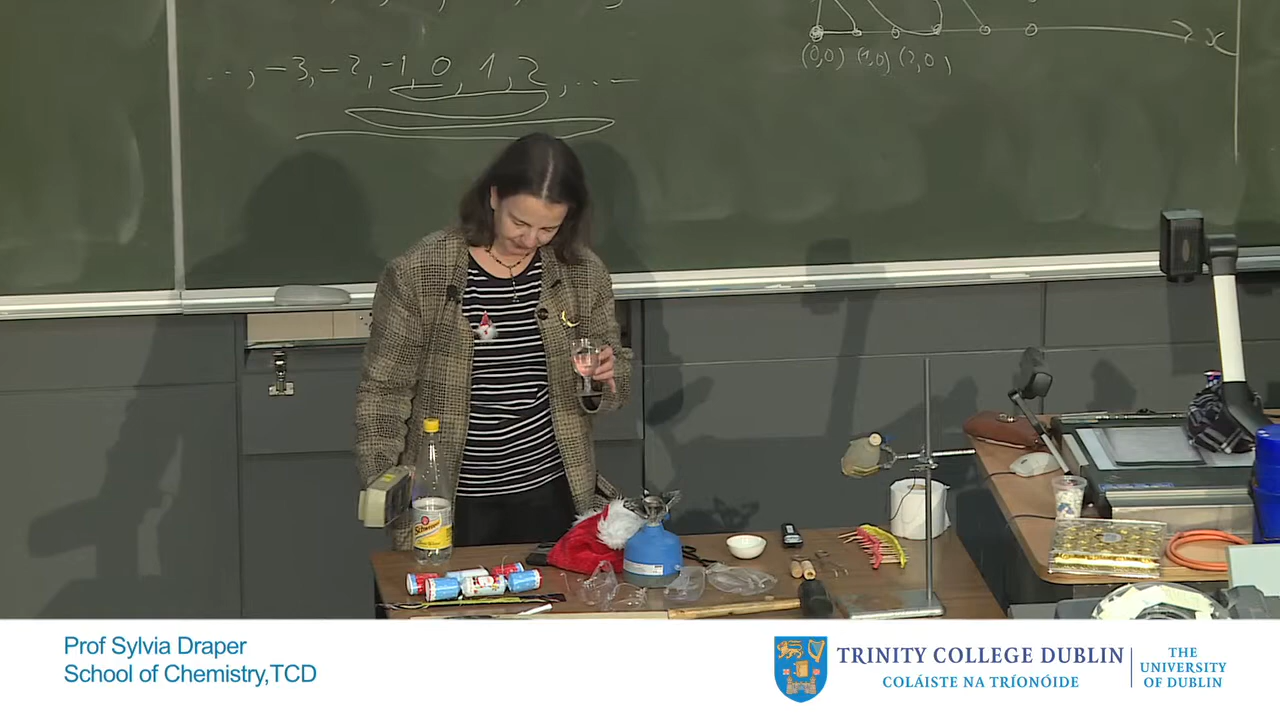 x
(0,0) (1,0) (2,0)
..., -3, -2, -1, 0, 1, 2, ...
Schweppes
Prof Sylvia Draper
School of Chemistry,TCD
TRINITY COLLEGE DUBLIN
COLÁISTE NA TRÍONÓIDE
THE
UNIVERSITY
OF DUBLIN